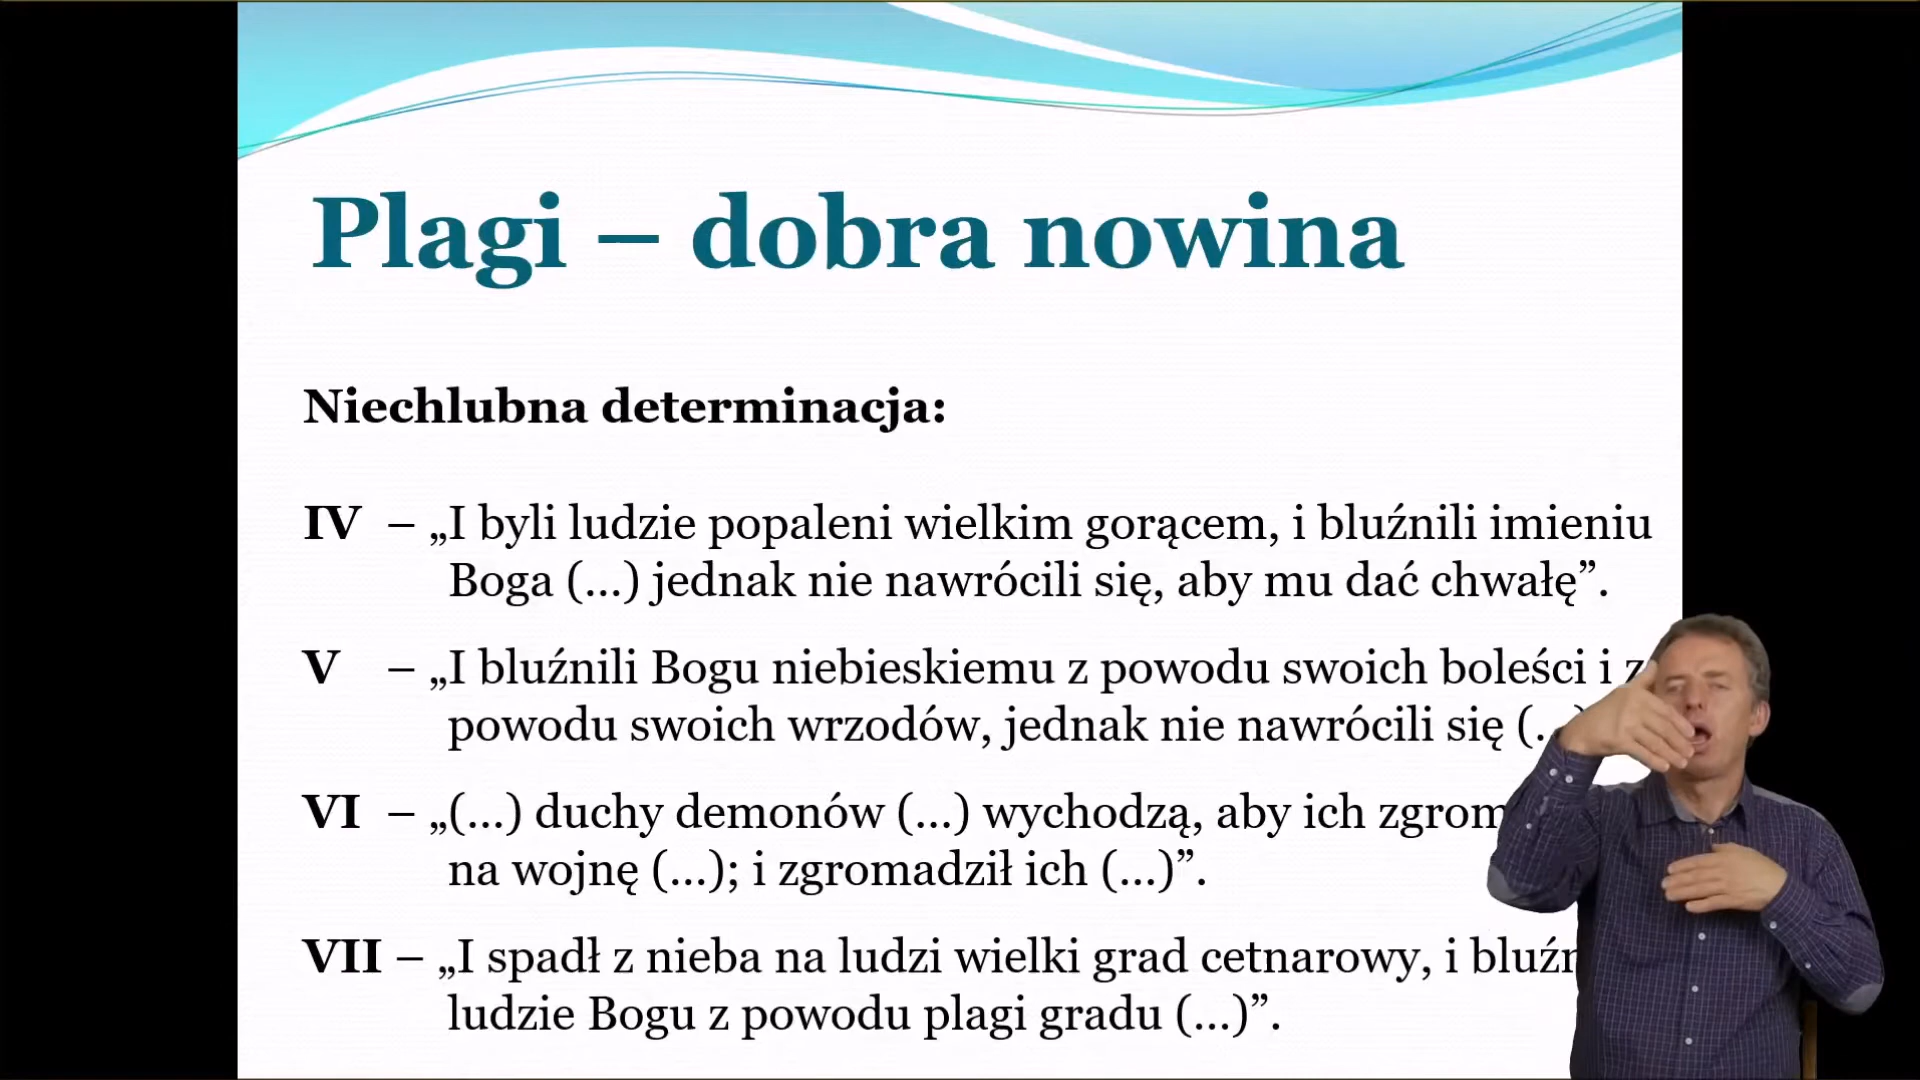 Plagi – dobra nowina
Niechlubna determinacja:
IV – „I byli ludzie popaleni wielkim gorącem, i bluźnili imieniu
Boga (...) jednak nie nawrócili się, aby mu dać chwałę”.
V – „I bluźnili Bogu niebieskiemu z powodu swoich boleści i z
powodu swoich wrzodów, jednak nie nawrócili się
VI – „(...) duchy demonów (...) wychodzą, aby ich
na wojnę (...); i zgromadził ich (...)”.
VII – „I spadł z nieba na ludzi wielki grad cetnarowy, i
ludzie Bogu z powodu plagi gradu (...)”.